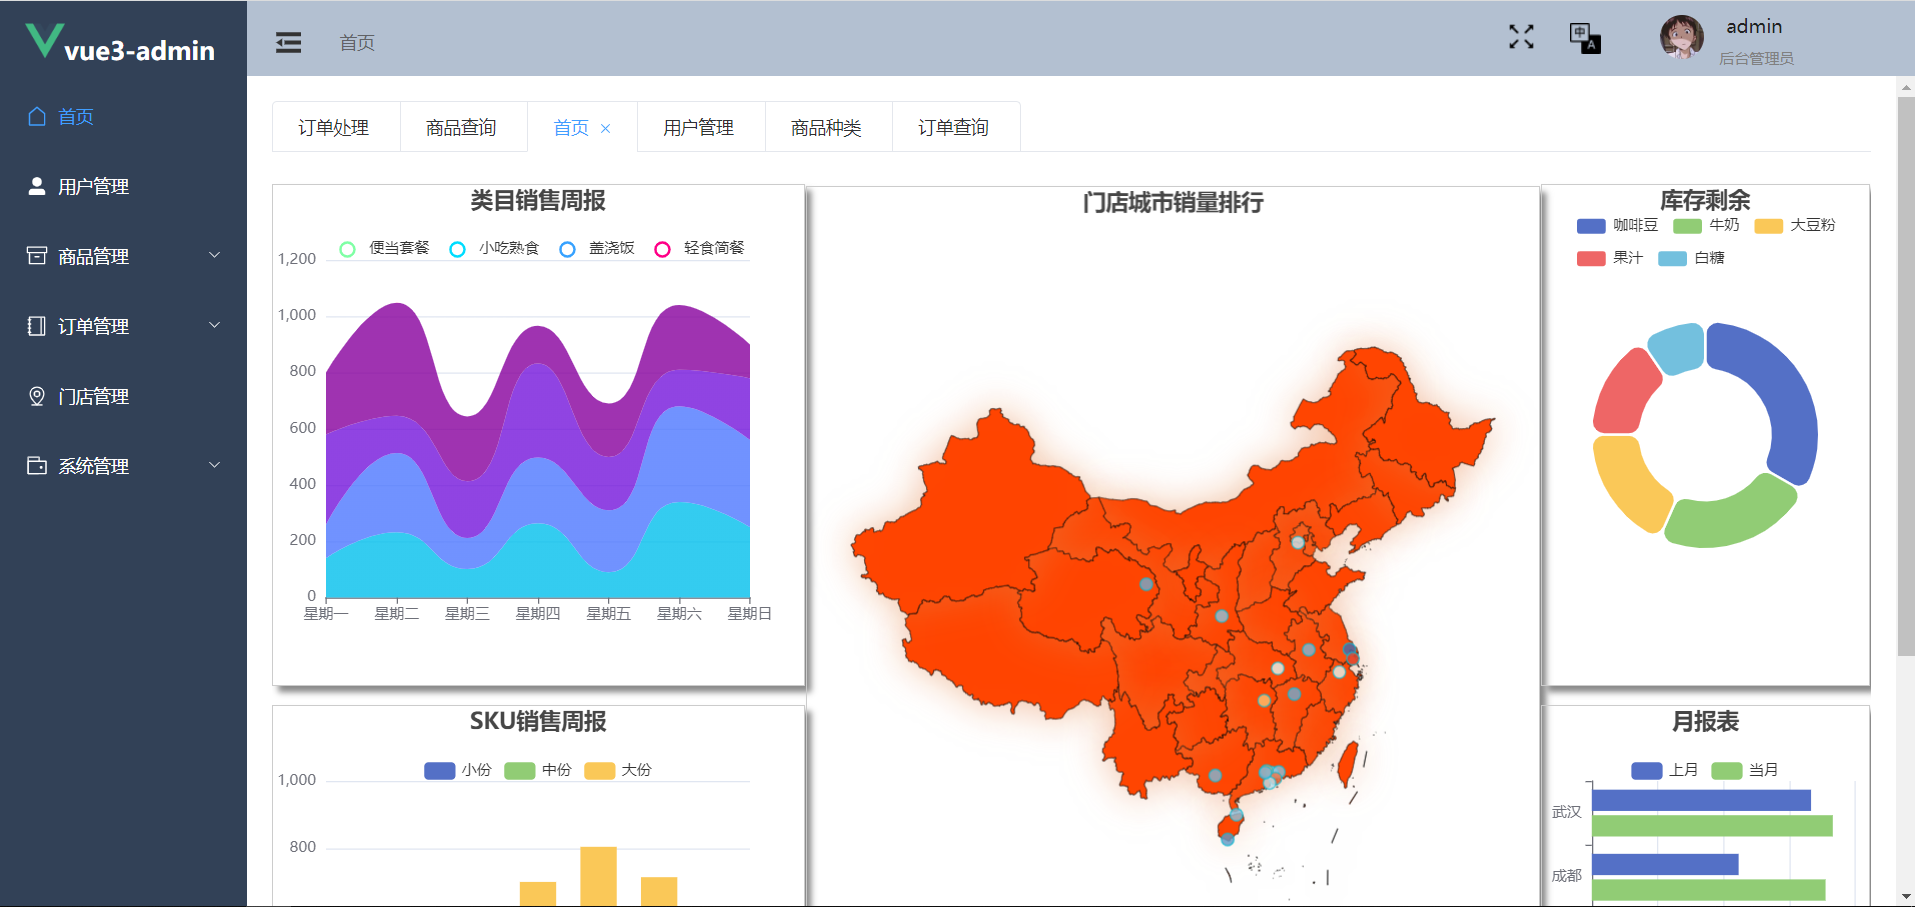 vue3-admin
首页
用户管理
商品管理
订单管理
门店管理
系统管理
首页
中 A
admin
后台管理员
订单处理 商品查询 首页 × 用户管理 商品种类 订单查询
类目销售周报
便当套餐 小吃熟食 盖浇饭 轻食简餐
1,200
1,000
800
600
400
200
0
星期一 星期二 星期三 星期四 星期五 星期六 星期日
门店城市销量排行
库存剩余
咖啡豆 牛奶 大豆粉
果汁 白糖
SKU销售周报
小份 中份 大份
1,000
800
月报表
上月 当月
武汉
成都